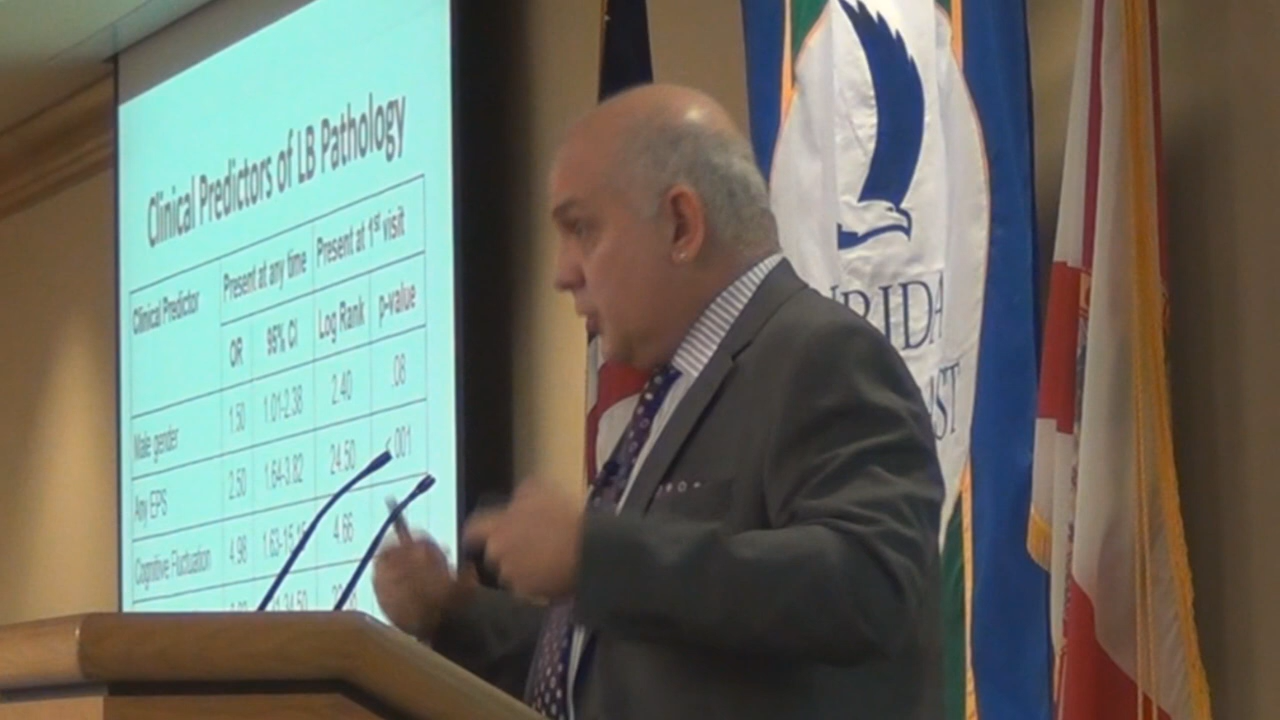 Clinical Predictors of LB Pathology
Clinical Predictor Present at any time Present at 1st visit
OR 95% CI Log Rank p-value
Male gender 1.50 1.01-2.38 2.40 .08
Any EPS 2.50 1.64-3.82 24.50 .001
Cognitive Fluctuation 4.96 4.66
RIDA
ST